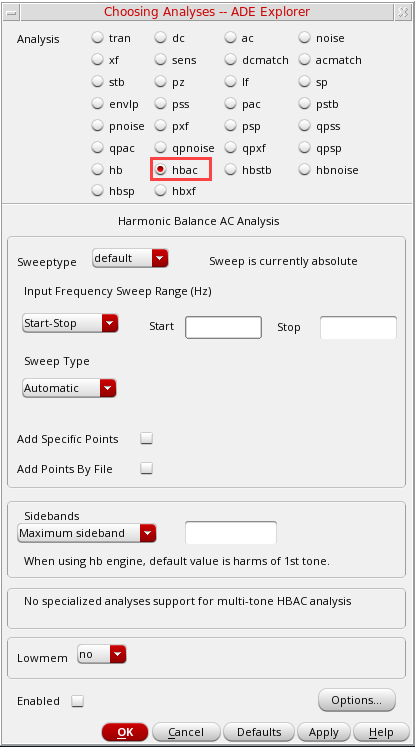 Choosing Analyses -- ADE Explorer
Analysis tran dc ac noise
xf sens dcmatch acmatch
stb pz lf sp
envlp pss pac pstb
pnoise pxf psp qpss
qpac qpnoise qpxf qpsp
hb hbac hbstb hbnoise
hbsp hbxf
Harmonic Balance AC Analysis
Sweeptype default Sweep is currently absolute
Input Frequency Sweep Range (Hz)
Start-Stop Start Stop
Sweep Type
Automatic
Add Specific Points
Add Points By File
Sidebands
Maximum sideband
When using hb engine, default value is harms of 1st tone.
No specialized analyses support for multi-tone HBAC analysis
Lowmem no
Enabled Options...
OK Cancel Defaults Apply Help